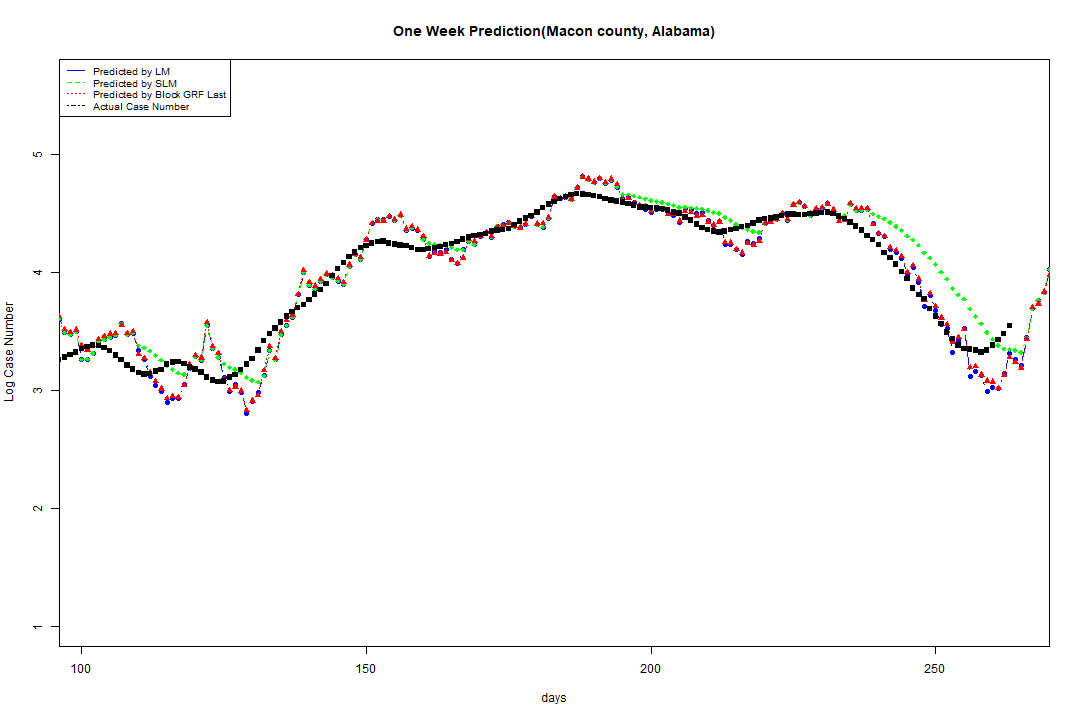 One Week Prediction(Macon county, Alabama)
Predicted by LM
Predicted by SLM
Predicted by Block GRF Last
Actual Case Number
5
4
3
2
1
Log Case Number
100 150 200 250
days